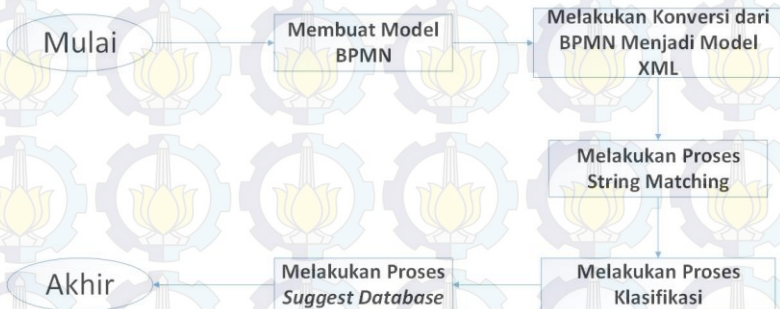 Mulai
Membuat Model
BPMN
Melakukan Konversi dari
BPMN Menjadi Model
XML
Melakukan Proses
String Matching
Melakukan Proses
Klasifikasi
Melakukan Proses
Suggest Database
Akhir